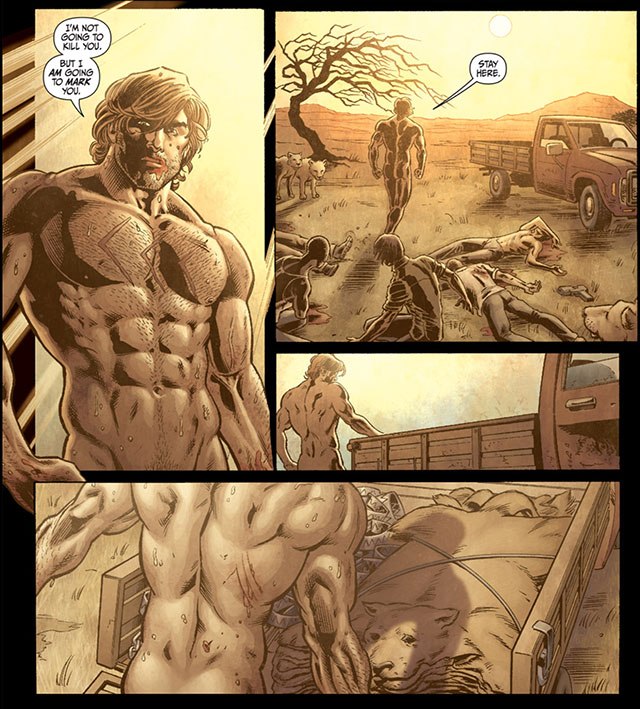 I'M NOT
GOING TO
KILL YOU.
BUT I
AM GOING
TO MARK
YOU.
STAY
HERE.